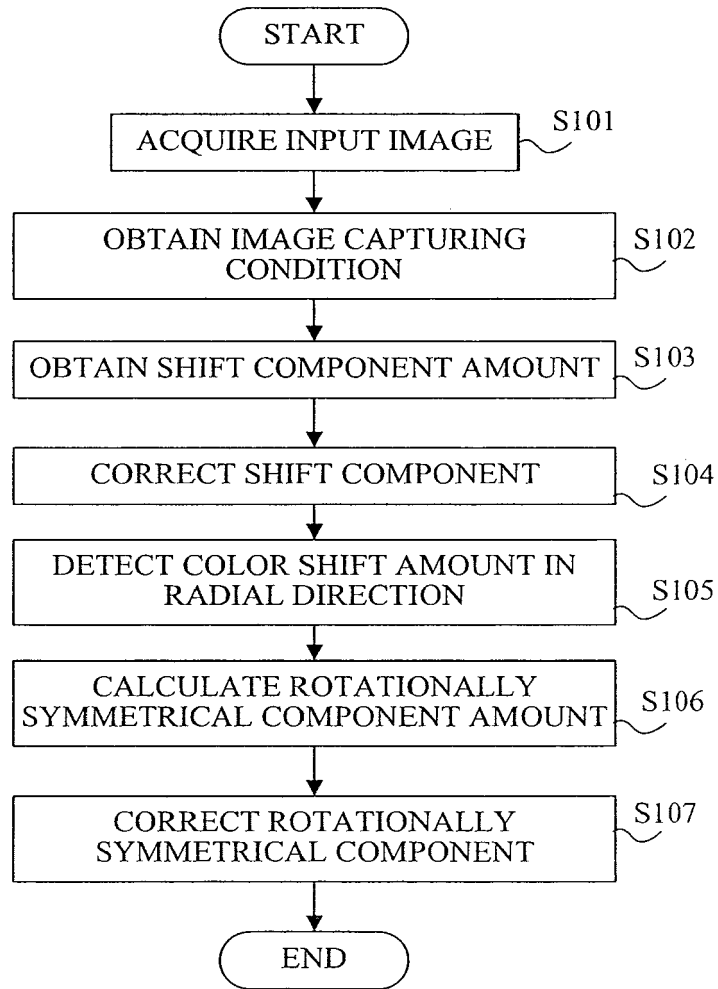 START
ACQUIRE INPUT IMAGE
S101
OBTAIN IMAGE CAPTURING
CONDITION
S102
OBTAIN SHIFT COMPONENT AMOUNT
S103
CORRECT SHIFT COMPONENT
S104
DETECT COLOR SHIFT AMOUNT IN
RADIAL DIRECTION
S105
CALCULATE ROTATIONALLY
SYMMETRICAL COMPONENT AMOUNT
S106
CORRECT ROTATIONALLY
SYMMETRICAL COMPONENT
S107
END